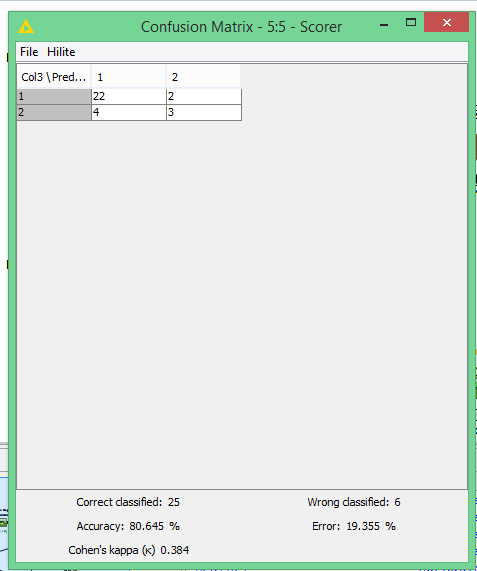 Confusion Matrix - 5:5 - Scorer
File Hilite
Col3 \ Pred... 1 2
1 22 2
2 4 3
Correct classified: 25 Wrong classified: 6
Accuracy: 80.645 % Error: 19.355 %
Cohen's kappa (κ) 0.384